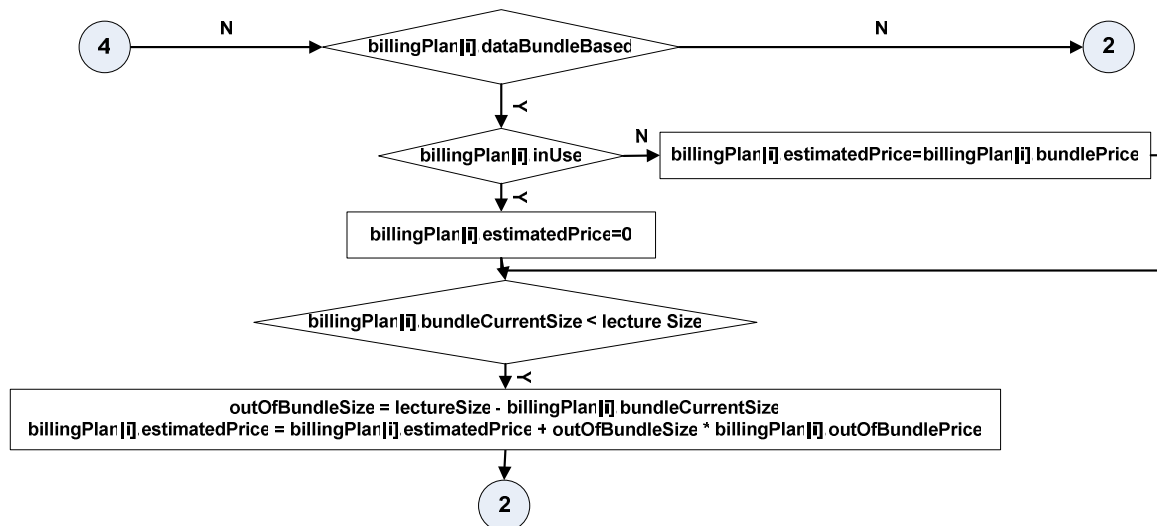 N
N
4
billingPlan[i].dataBundleBased
2
Y
N
billingPlan[i].inUse
billingPlan[i].estimatedPrice=billingPlan[i].bundlePrice
Y
billingPlan[i].estimatedPrice=0
billingPlan[i].bundleCurrentSize < lecture Size
Y
outOfBundleSize = lectureSize - billingPlan[i].bundleCurrentSize
billingPlan[i].estimatedPrice = billingPlan[i].estimatedPrice + outOfBundleSize * billingPlan[i].outOfBundlePrice
2